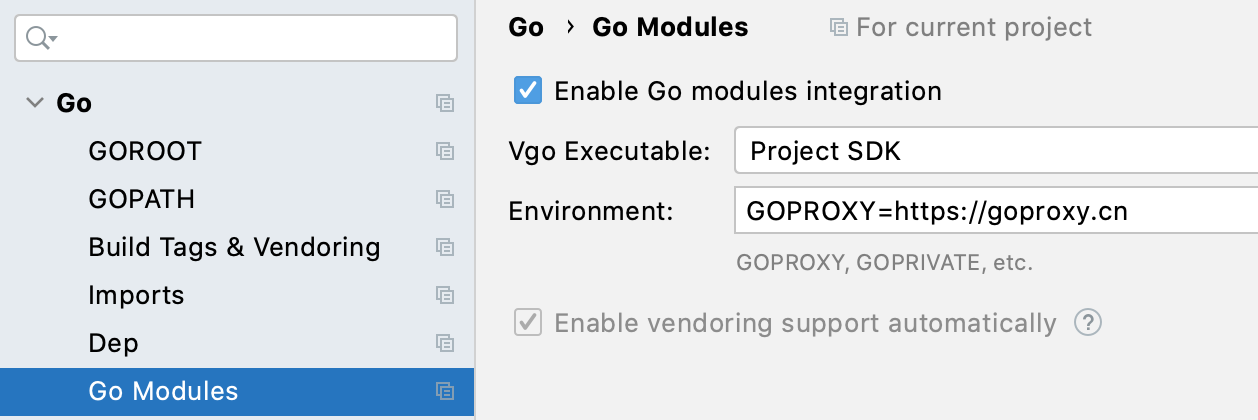 Go
GOROOT
GOPATH
Build Tags & Vendoring
Imports
Dep
Go Modules
Go › Go Modules For current project
Enable Go modules integration
Vgo Executable: Project SDK
Environment: GOPROXY=https://goproxy.cn
GOPROXY, GOPRIVATE, etc.
Enable vendoring support automatically ?